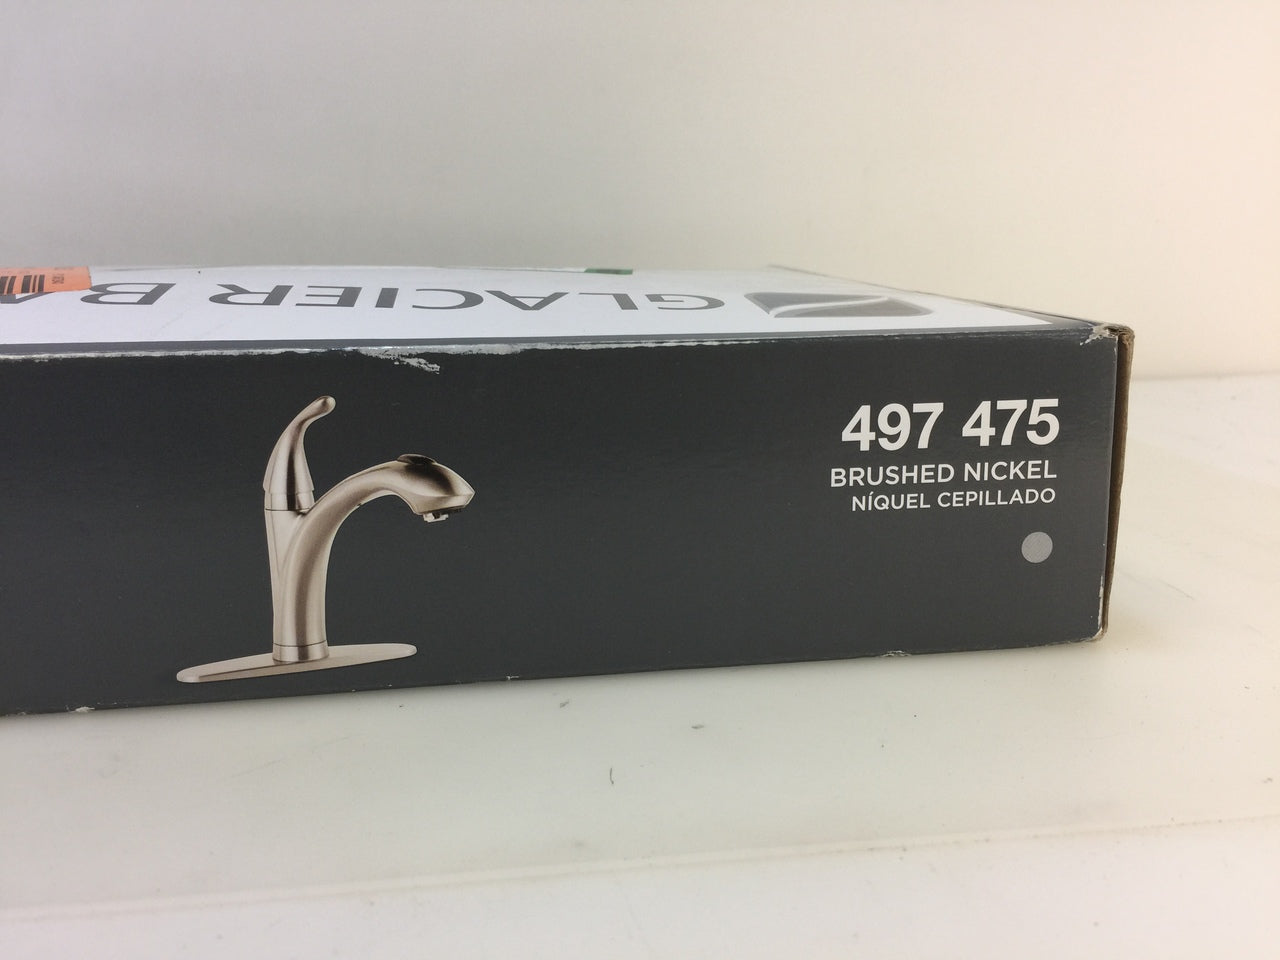 GLACIER BA
497 475
BRUSHED NICKEL
NÍQUEL CEPILLADO